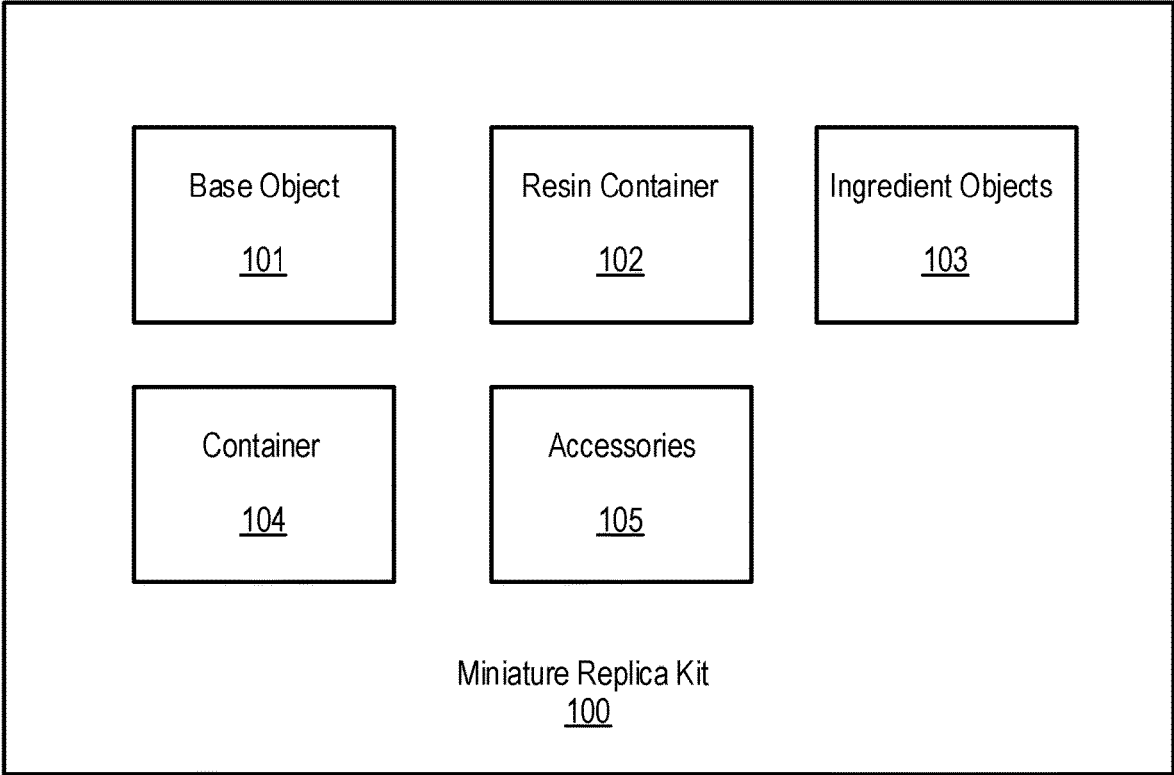 Base Object
101
Resin Container
102
Ingredient Objects
103
Container
104
Accessories
105
Miniature Replica Kit
100